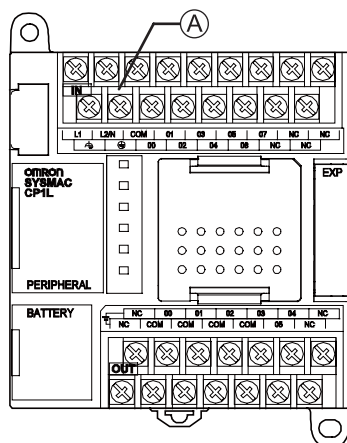 A
IN
L1 L2/N COM 01 03 05 07 NC NC
00 02 04 06 NC NC
OMRON
SYSMAC
CP1L
EXP
PERIPHERAL
BATTERY
NC 00 01 02 03 04 NC
NC COM COM COM COM 05 NC
OUT